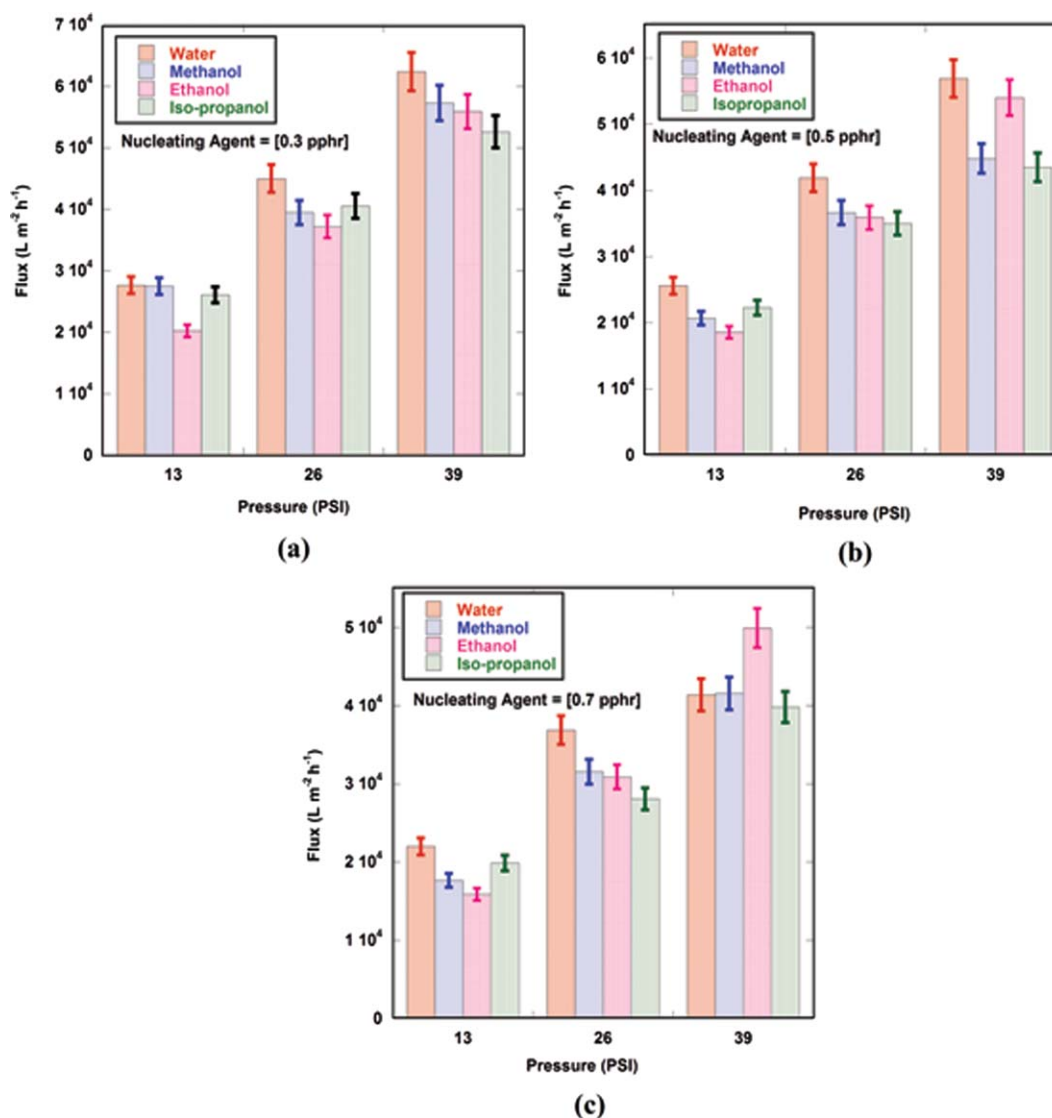 7 10⁴
6 10⁴
5 10⁴
4 10⁴
3 10⁴
2 10⁴
1 10⁴
0
Flux (L m⁻² h⁻¹)
Water
Methanol
Ethanol
Iso-propanol
Nucleating Agent = [0.3 pphr]
13 26 39
Pressure (PSI)
(a)
6 10⁴
5 10⁴
4 10⁴
3 10⁴
2 10⁴
1 10⁴
0
Flux (L m⁻² h⁻¹)
Water
Methanol
Ethanol
Isopropanol
Nucleating Agent = [0.5 pphr]
13 26 39
Pressure (PSI)
(b)
5 10⁴
4 10⁴
3 10⁴
2 10⁴
1 10⁴
0
Flux (L m⁻² h⁻¹)
Water
Methanol
Ethanol
Iso-propanol
Nucleating Agent = [0.7 pphr]
13 26 39
Pressure (PSI)
(c)